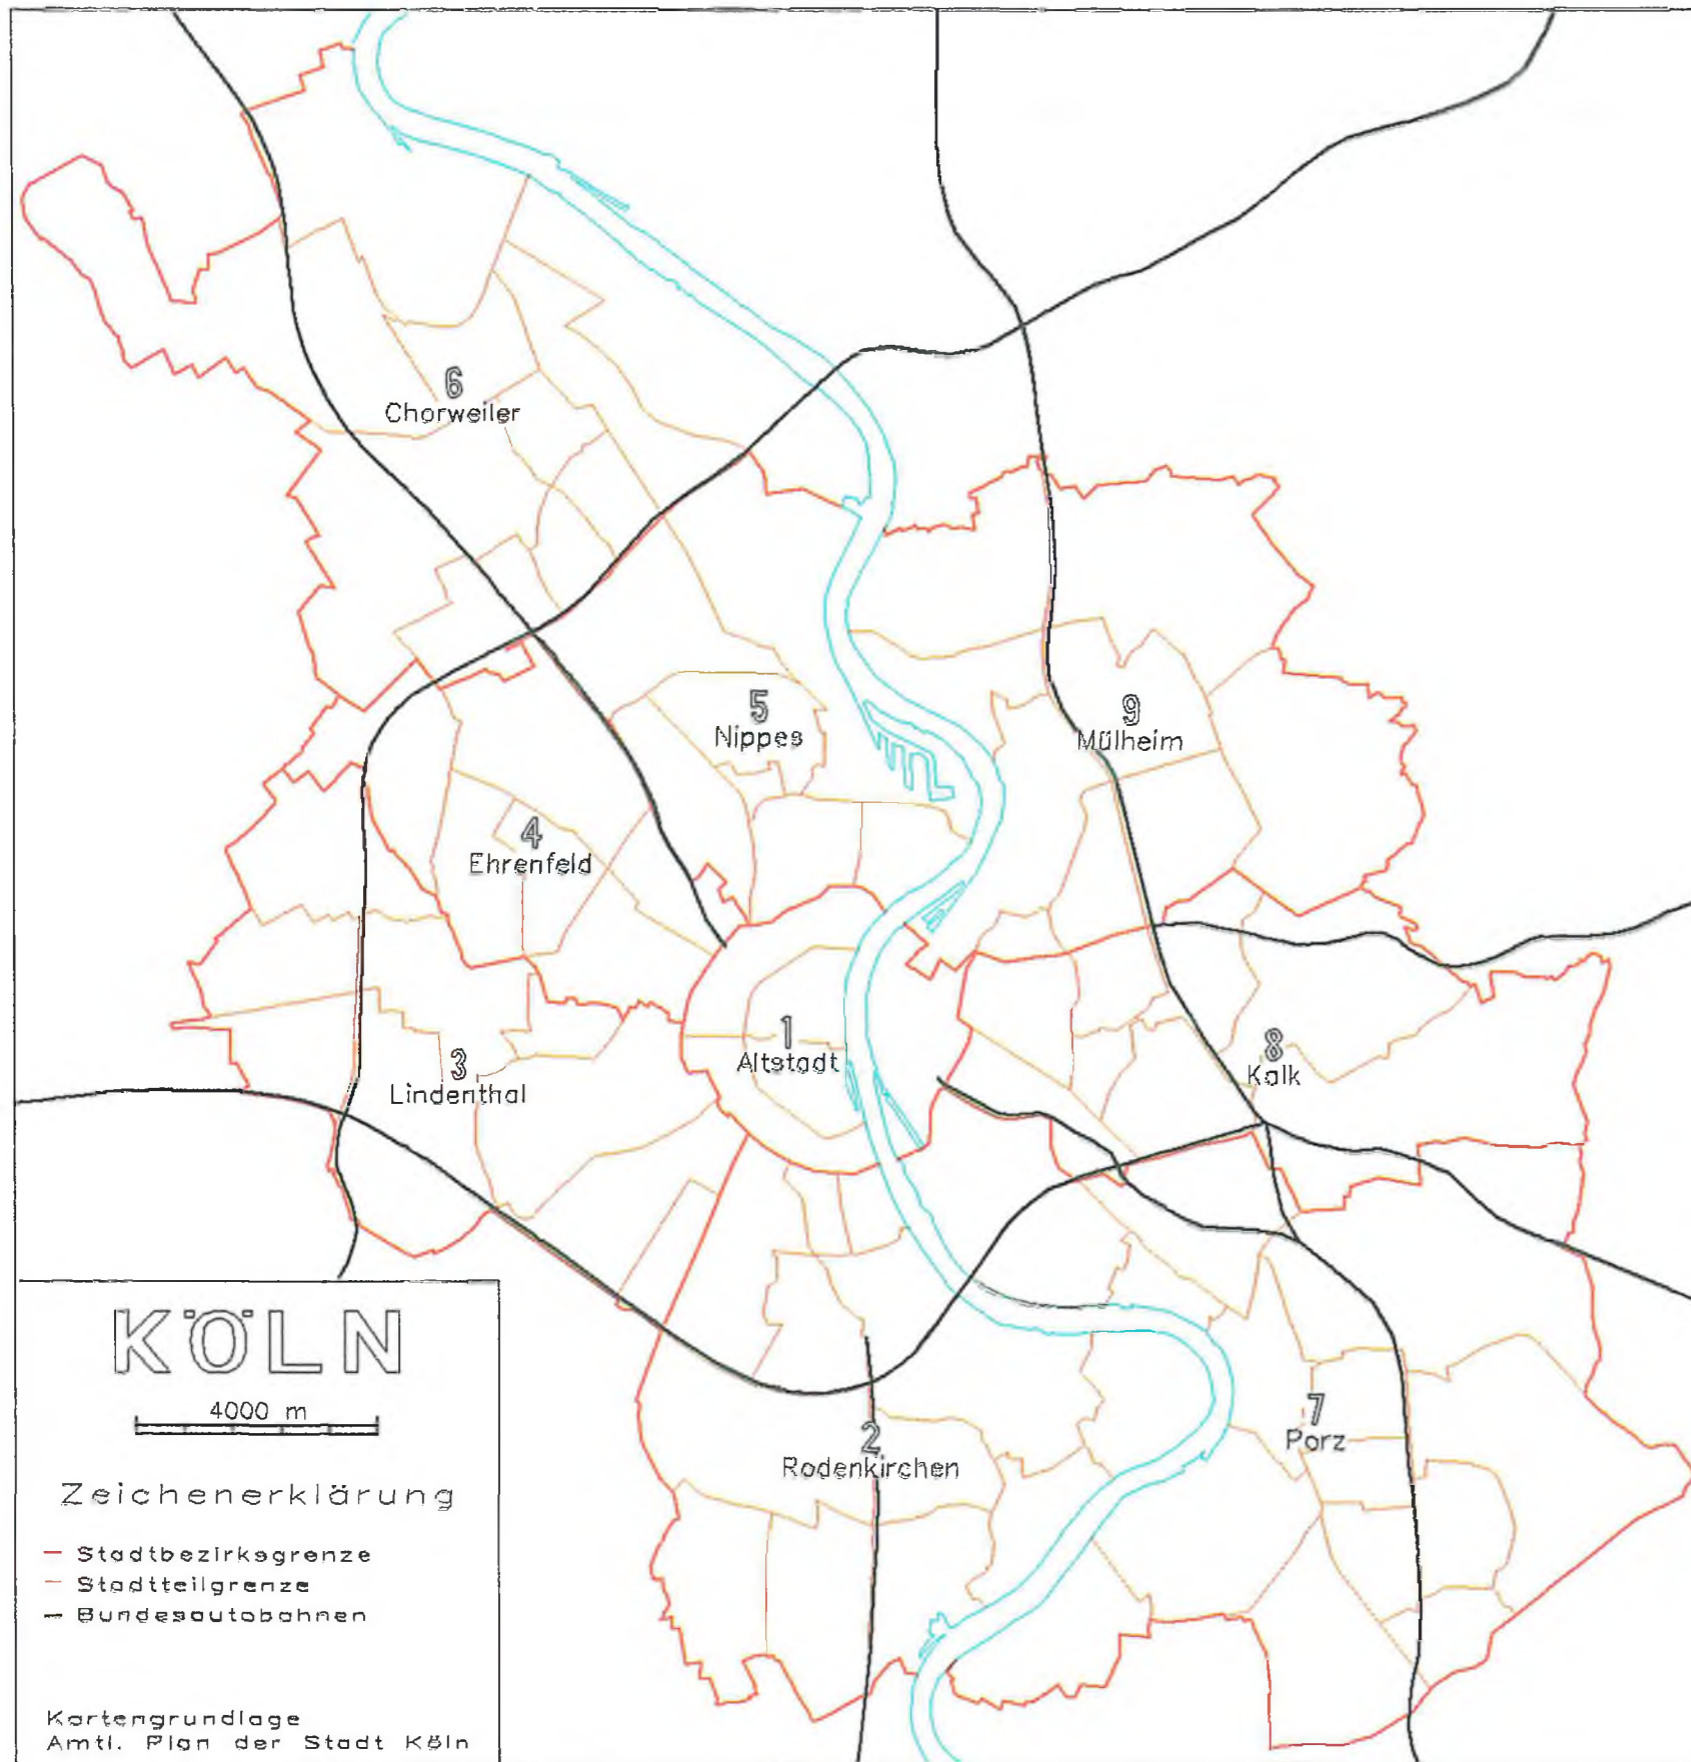 6
Chorweiler
5
Nippes
9
Mülheim
4
Ehrenfeld
1
Altstadt
3
Lindenthal
8
Kalk
7
Porz
2
Rodenkirchen
KÖLN
4000 m
Zeichenerklärung
Stadtbezirksgrenze
Stadtteilgrenze
Bundesautobahnen
Kartengrundlage
Amtl. Plan der Stadt Köln